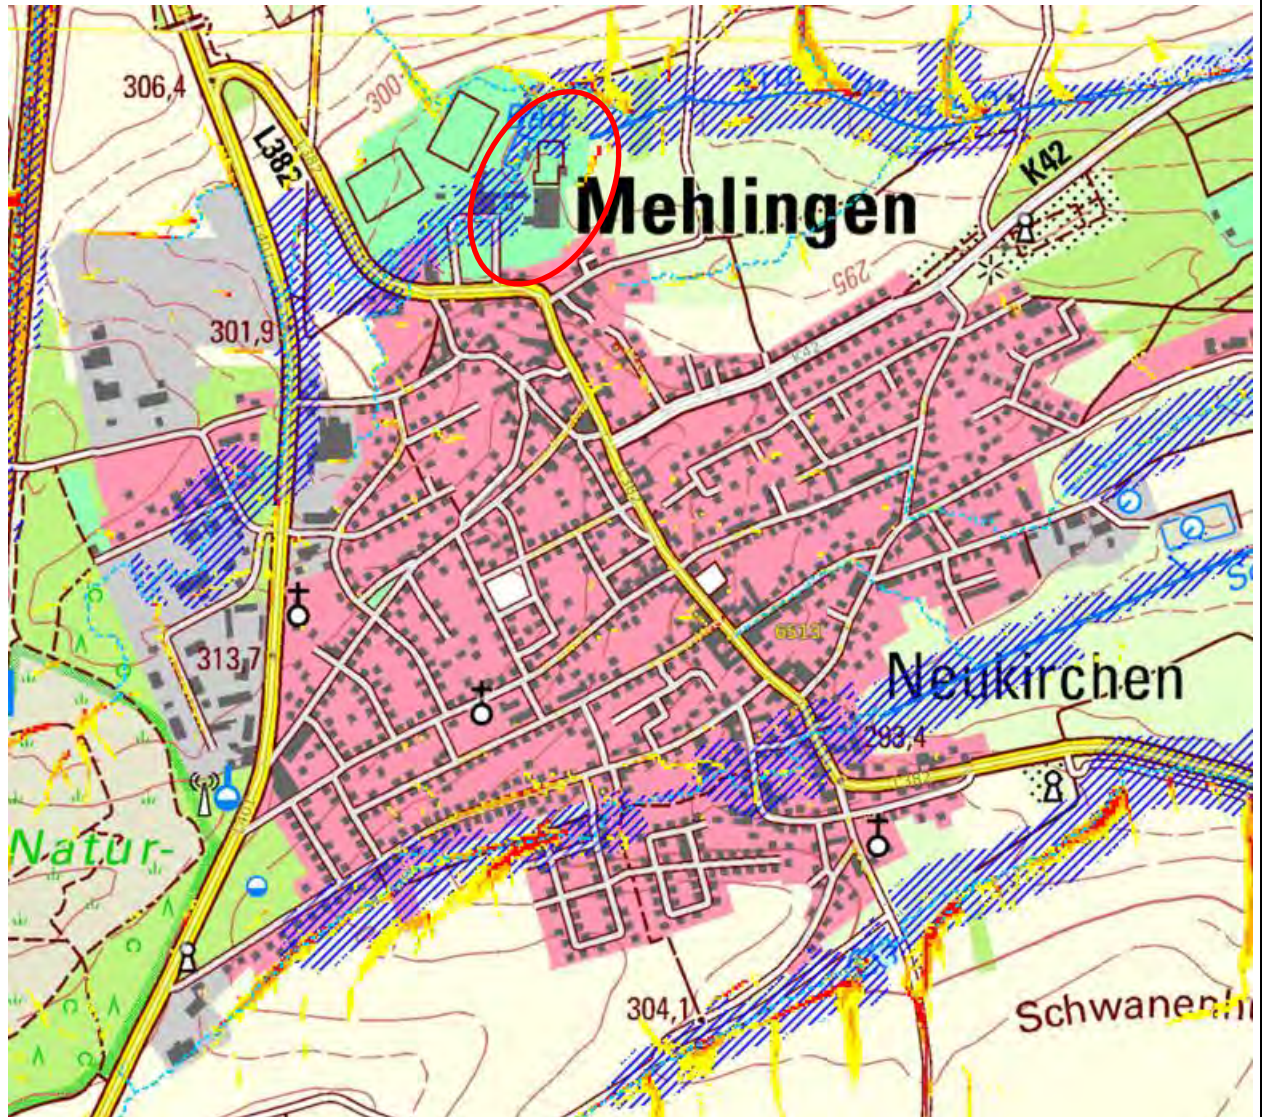 306,4
300
L382
K42
Mehlingen
295
301,9
K42
L382
6513
313,7
Neukirchen
283,4
L382
Natur-
304,1